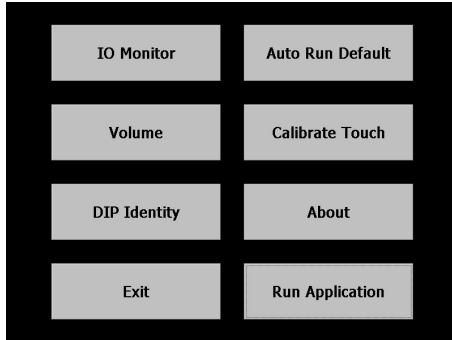 IO Monitor
Auto Run Default
Volume
Calibrate Touch
DIP Identity
About
Exit
Run Application